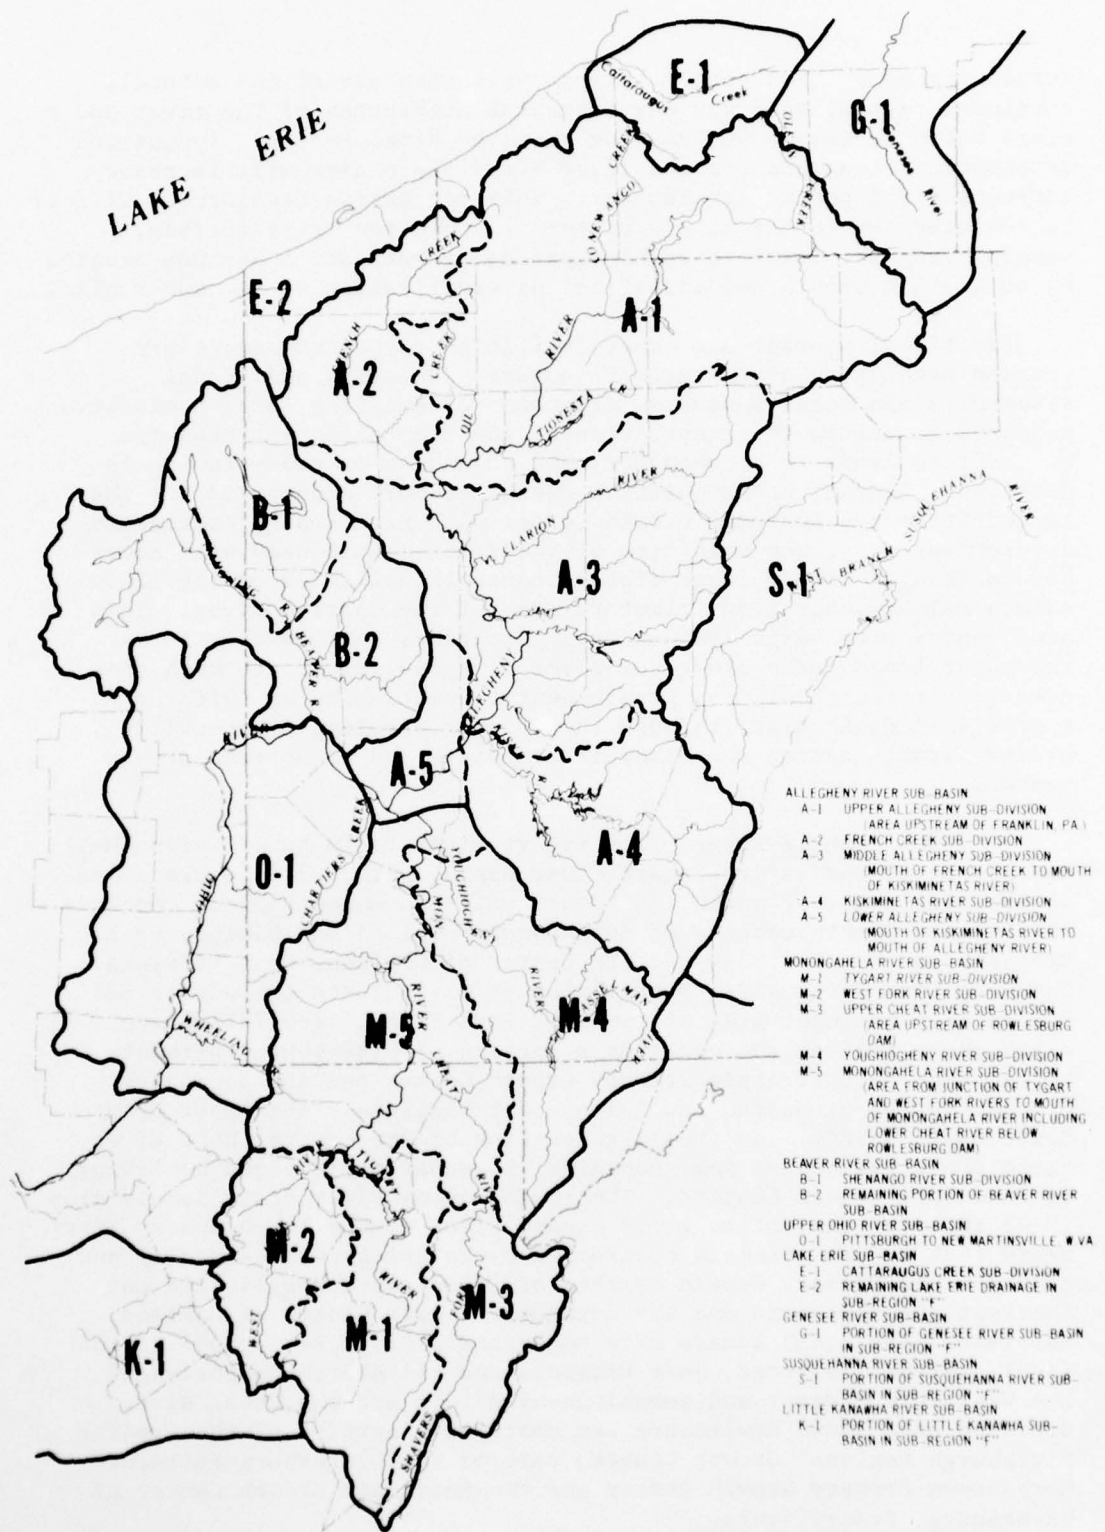 E-1
Cattaraugus Creek
G-1
Genesee River
LAKE ERIE
CREEK
CONEWANGO
CREEK
E-2
CREEK
FRENCH
A-2
CREEK
OIL
RIVER
A-1
TIONESTA CR
B-1
CLARION RIVER
A-3
S-1
BRANCH SUSQUEHANNA RIVER
B-2
BEAVER R
ALLEGHENY
RIVER
A-5
A-4
O-1
CHARTIERS CREEK
OHIO
YOUGHIOGHENY
RIVER
MON
RIVER
M-5
M-4
CHEAT
WHEELING
TYGART
RIVER
M-2
WEST
M-1
M-3
FORK
SHAVERS
K-1
ALLEGHENY RIVER SUB-BASIN
A-1 UPPER ALLEGHENY SUB-DIVISION
(AREA UPSTREAM OF FRANKLIN, PA.)
A-2 FRENCH CREEK SUB-DIVISION
A-3 MIDDLE ALLEGHENY SUB-DIVISION
(MOUTH OF FRENCH CREEK TO MOUTH
OF KISKIMINETAS RIVER)
A-4 KISKIMINETAS RIVER SUB-DIVISION
A-5 LOWER ALLEGHENY SUB-DIVISION
(MOUTH OF KISKIMINETAS RIVER TO
MOUTH OF ALLEGHENY RIVER)
MONONGAHELA RIVER SUB-BASIN
M-1 TYGART RIVER SUB-DIVISION
M-2 WEST FORK RIVER SUB-DIVISION
M-3 UPPER CHEAT RIVER SUB-DIVISION
(AREA UPSTREAM OF ROWLESBURG
DAM)
M-4 YOUGHIOGHENY RIVER SUB-DIVISION
M-5 MONONGAHELA RIVER SUB-DIVISION
(AREA FROM JUNCTION OF TYGART
AND WEST FORK RIVERS TO MOUTH
OF MONONGAHELA RIVER INCLUDING
LOWER CHEAT RIVER BELOW
ROWLESBURG DAM)
BEAVER RIVER SUB-BASIN
B-1 SHENANGO RIVER SUB-DIVISION
B-2 REMAINING PORTION OF BEAVER RIVER
SUB-BASIN
UPPER OHIO RIVER SUB-BASIN
O-1 PITTSBURGH TO NEW MARTINSVILLE, W.VA.
LAKE ERIE SUB-BASIN
E-1 CATTARAUGUS CREEK SUB-DIVISION
E-2 REMAINING LAKE ERIE DRAINAGE IN
SUB-REGION "F"
GENESEE RIVER SUB-BASIN
G-1 PORTION OF GENESEE RIVER SUB-BASIN
IN SUB-REGION "F"
SUSQUEHANNA RIVER SUB-BASIN
S-1 PORTION OF SUSQUEHANNA RIVER SUB-
BASIN IN SUB-REGION "F"
LITTLE KANAWHA RIVER SUB-BASIN
K-1 PORTION OF LITTLE KANAWHA SUB-
BASIN IN SUB-REGION "F"